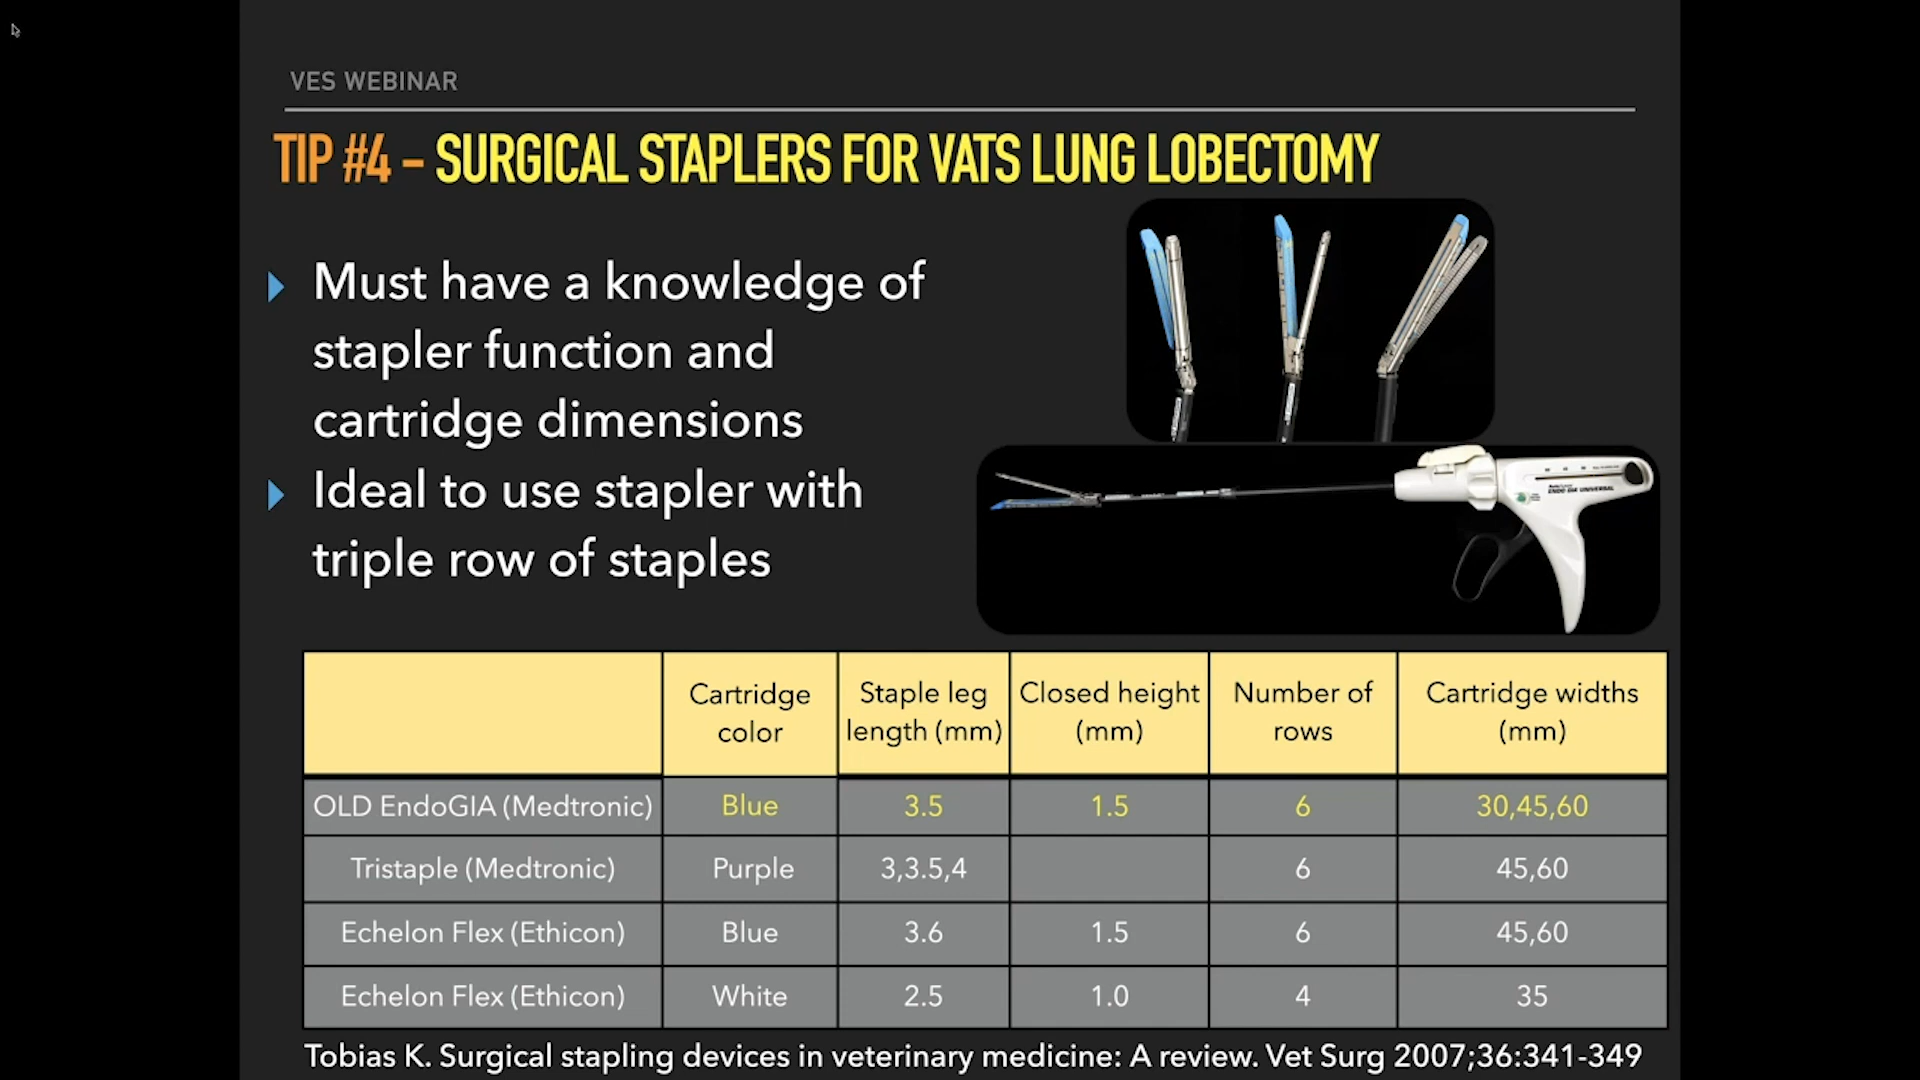 VES WEBINAR
TIP #4 – SURGICAL STAPLERS FOR VATS LUNG LOBECTOMY
Must have a knowledge of
stapler function and
cartridge dimensions
Ideal to use stapler with
triple row of staples
ENDO GIA UNIVERSAL
Cartridge color Staple leg length (mm) Closed height (mm) Number of rows Cartridge widths (mm)
OLD EndoGIA (Medtronic) Blue 3.5 1.5 6 30,45,60
Tristaple (Medtronic) Purple 3,3.5,4 6 45,60
Echelon Flex (Ethicon) Blue 3.6 1.5 6 45,60
Echelon Flex (Ethicon) White 2.5 1.0 4 35
Tobias K. Surgical stapling devices in veterinary medicine: A review. Vet Surg 2007;36:341-349